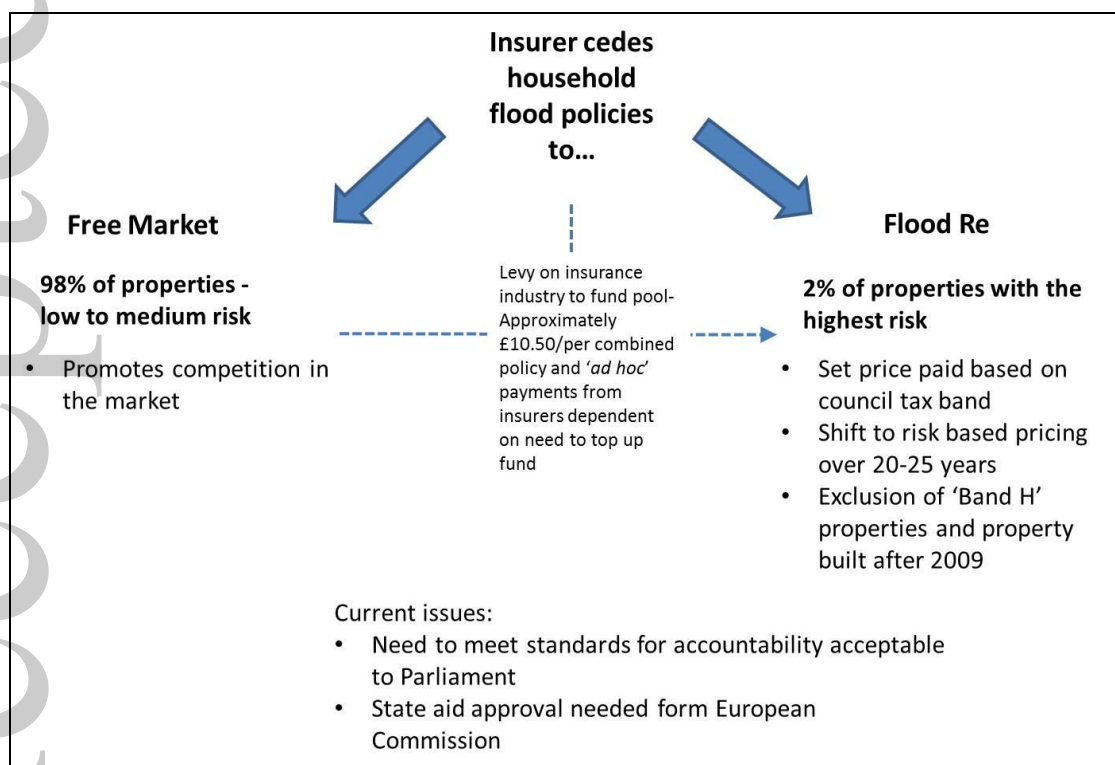 Insurer cedes
household
flood policies
to…
Free Market
98% of properties -
low to medium risk
• Promotes competition in
the market
Levy on insurance
industry to fund pool-
Approximately
£10.50/per combined
policy and ‘ad hoc’
payments from
insurers dependent
on need to top up
fund
Flood Re
2% of properties with the
highest risk
• Set price paid based on
council tax band
• Shift to risk based pricing
over 20-25 years
• Exclusion of ‘Band H’
properties and property
built after 2009
Current issues:
• Need to meet standards for accountability acceptable
to Parliament
• State aid approval needed form European
Commission